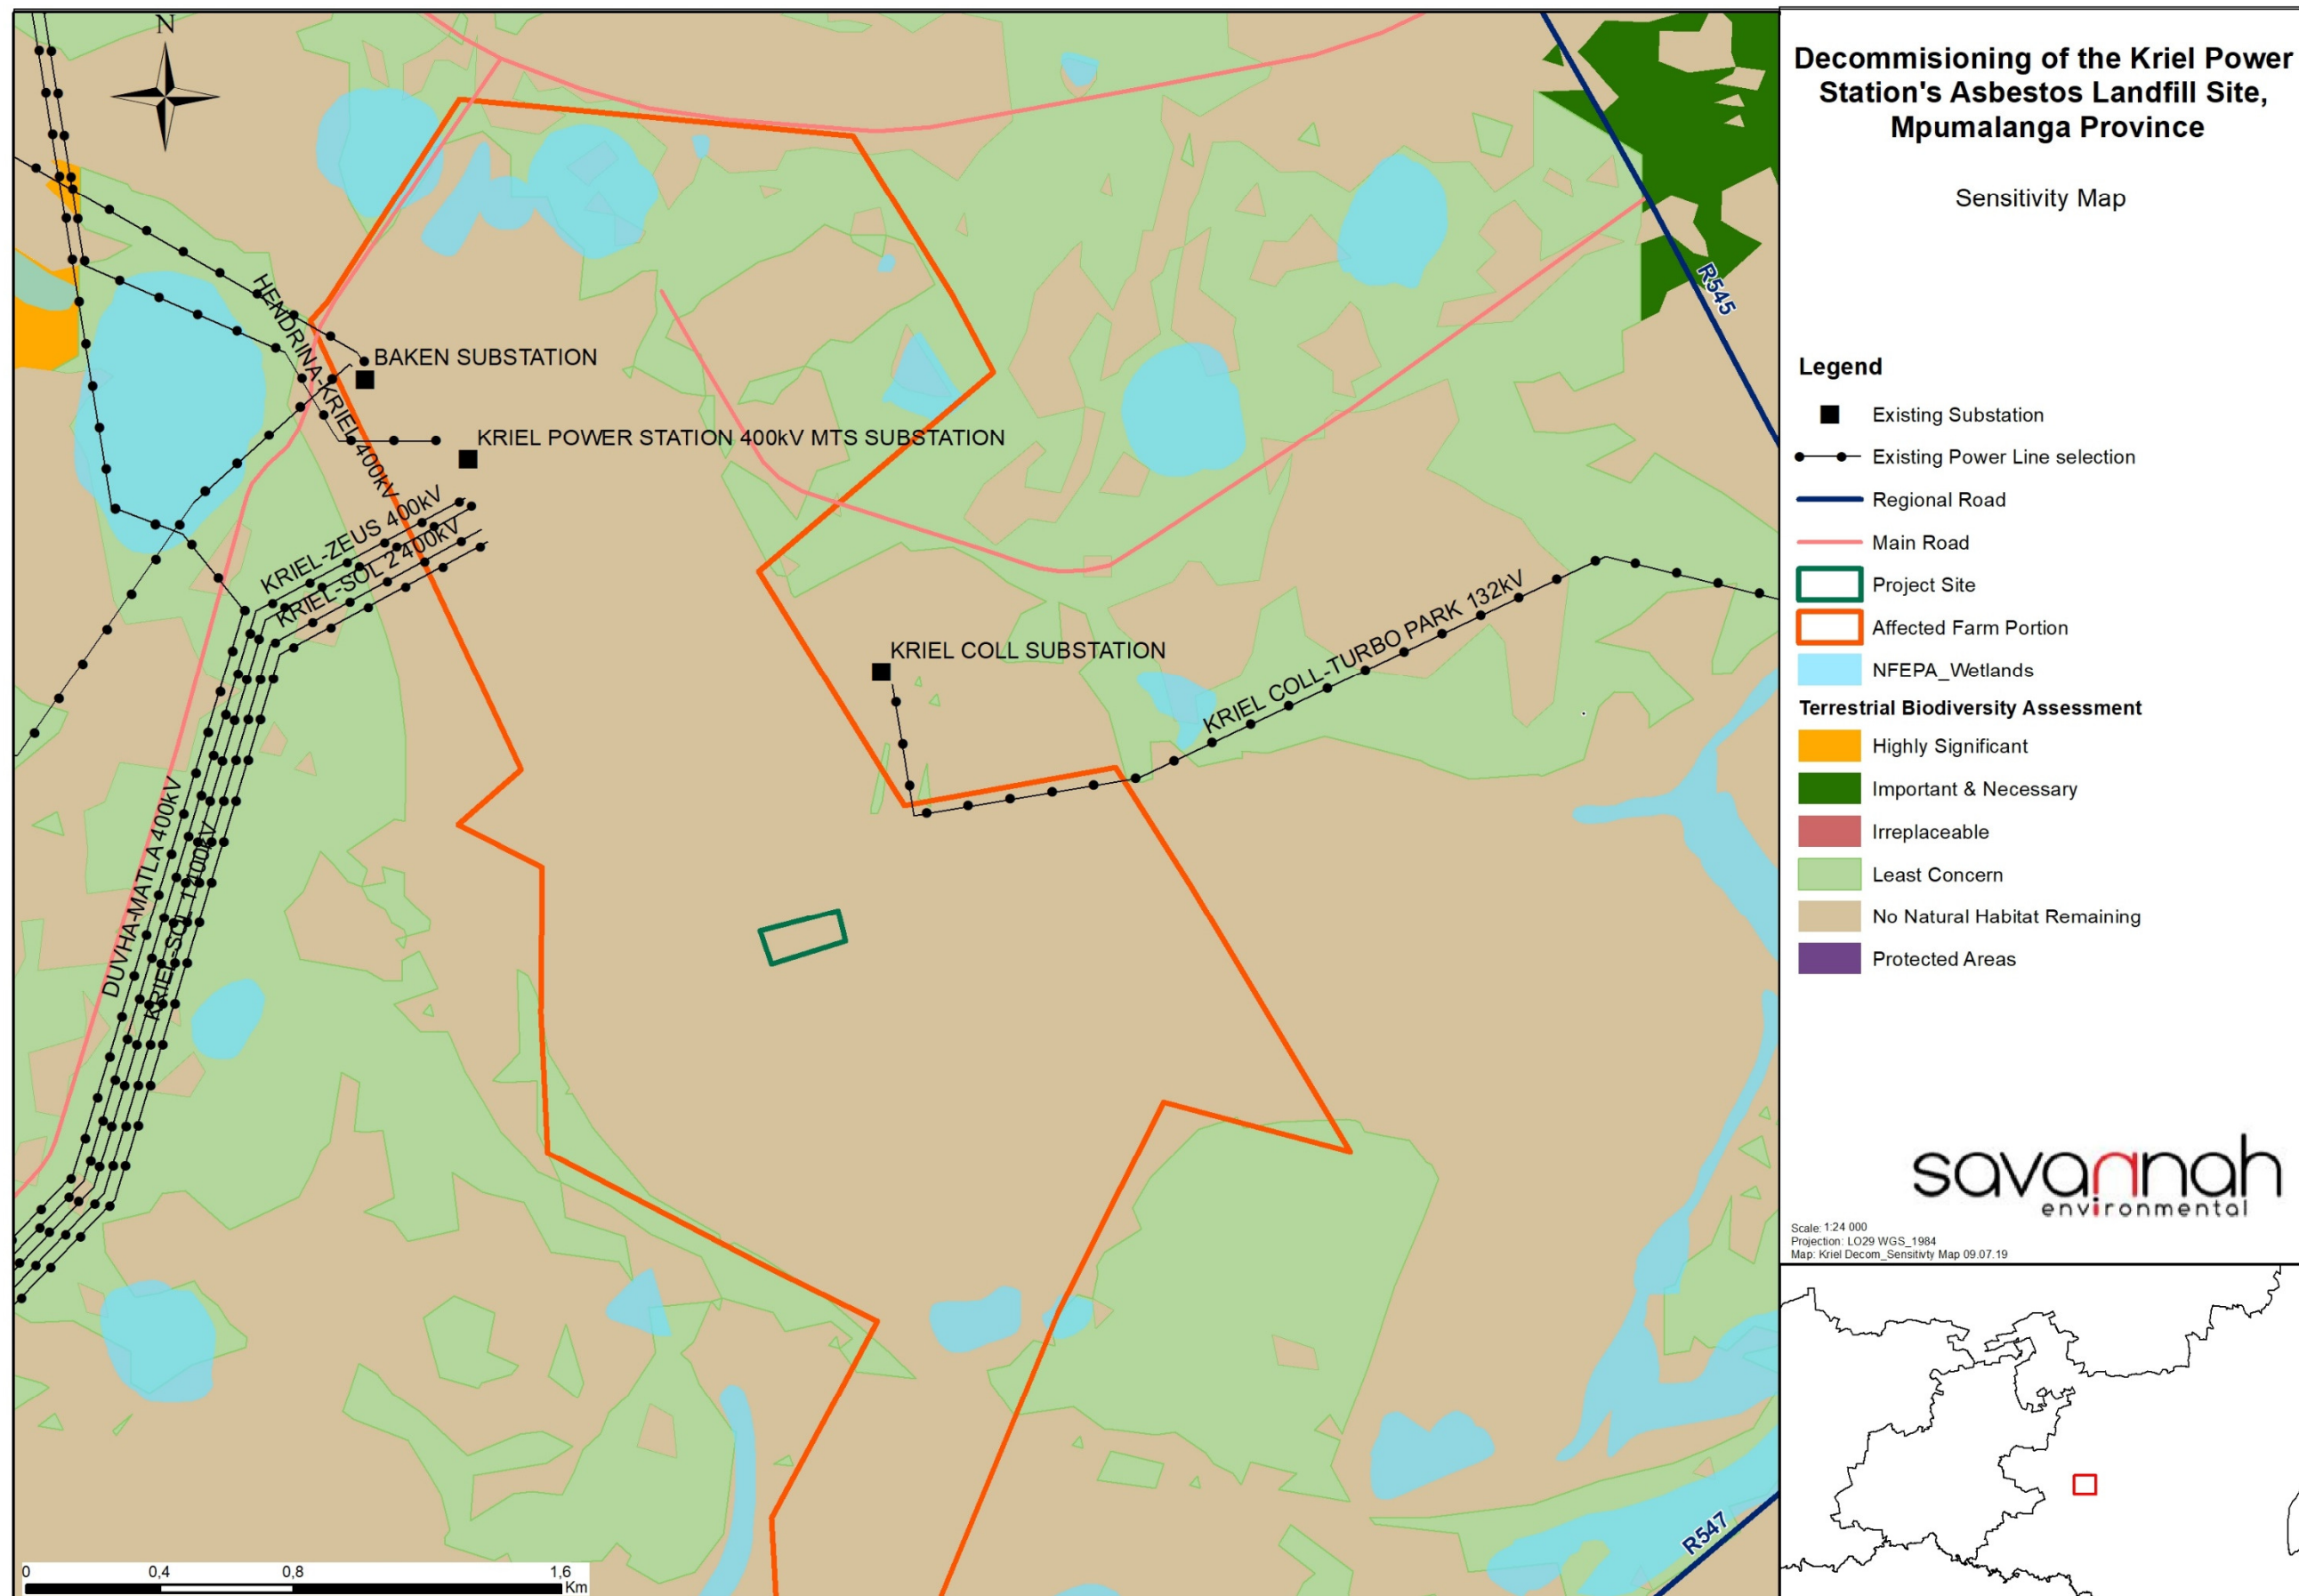 Decommisioning of the Kriel Power
Station's Asbestos Landfill Site,
Mpumalanga Province
Sensitivity Map
N
R545
HENDRINA-KRIEL 400kV
BAKEN SUBSTATION
KRIEL POWER STATION 400kV MTS SUBSTATION
KRIEL-ZEUS 400kV
KRIEL-SOL 2 400kV
KRIEL COLL SUBSTATION
KRIEL COLL-TURBO PARK 132kV
DUVHA-MATLA 400kV
KRIEL-SOL 1 400kV
R547
0 0,4 0,8 1,6
Km
Legend
Existing Substation
Existing Power Line selection
Regional Road
Main Road
Project Site
Affected Farm Portion
NFEPA_Wetlands
Terrestrial Biodiversity Assessment
Highly Significant
Important & Necessary
Irreplaceable
Least Concern
No Natural Habitat Remaining
Protected Areas
savannah
environmental
Scale: 1:24 000
Projection: LO29 WGS_1984
Map: Kriel Decom_Sensitivty Map 09.07.19